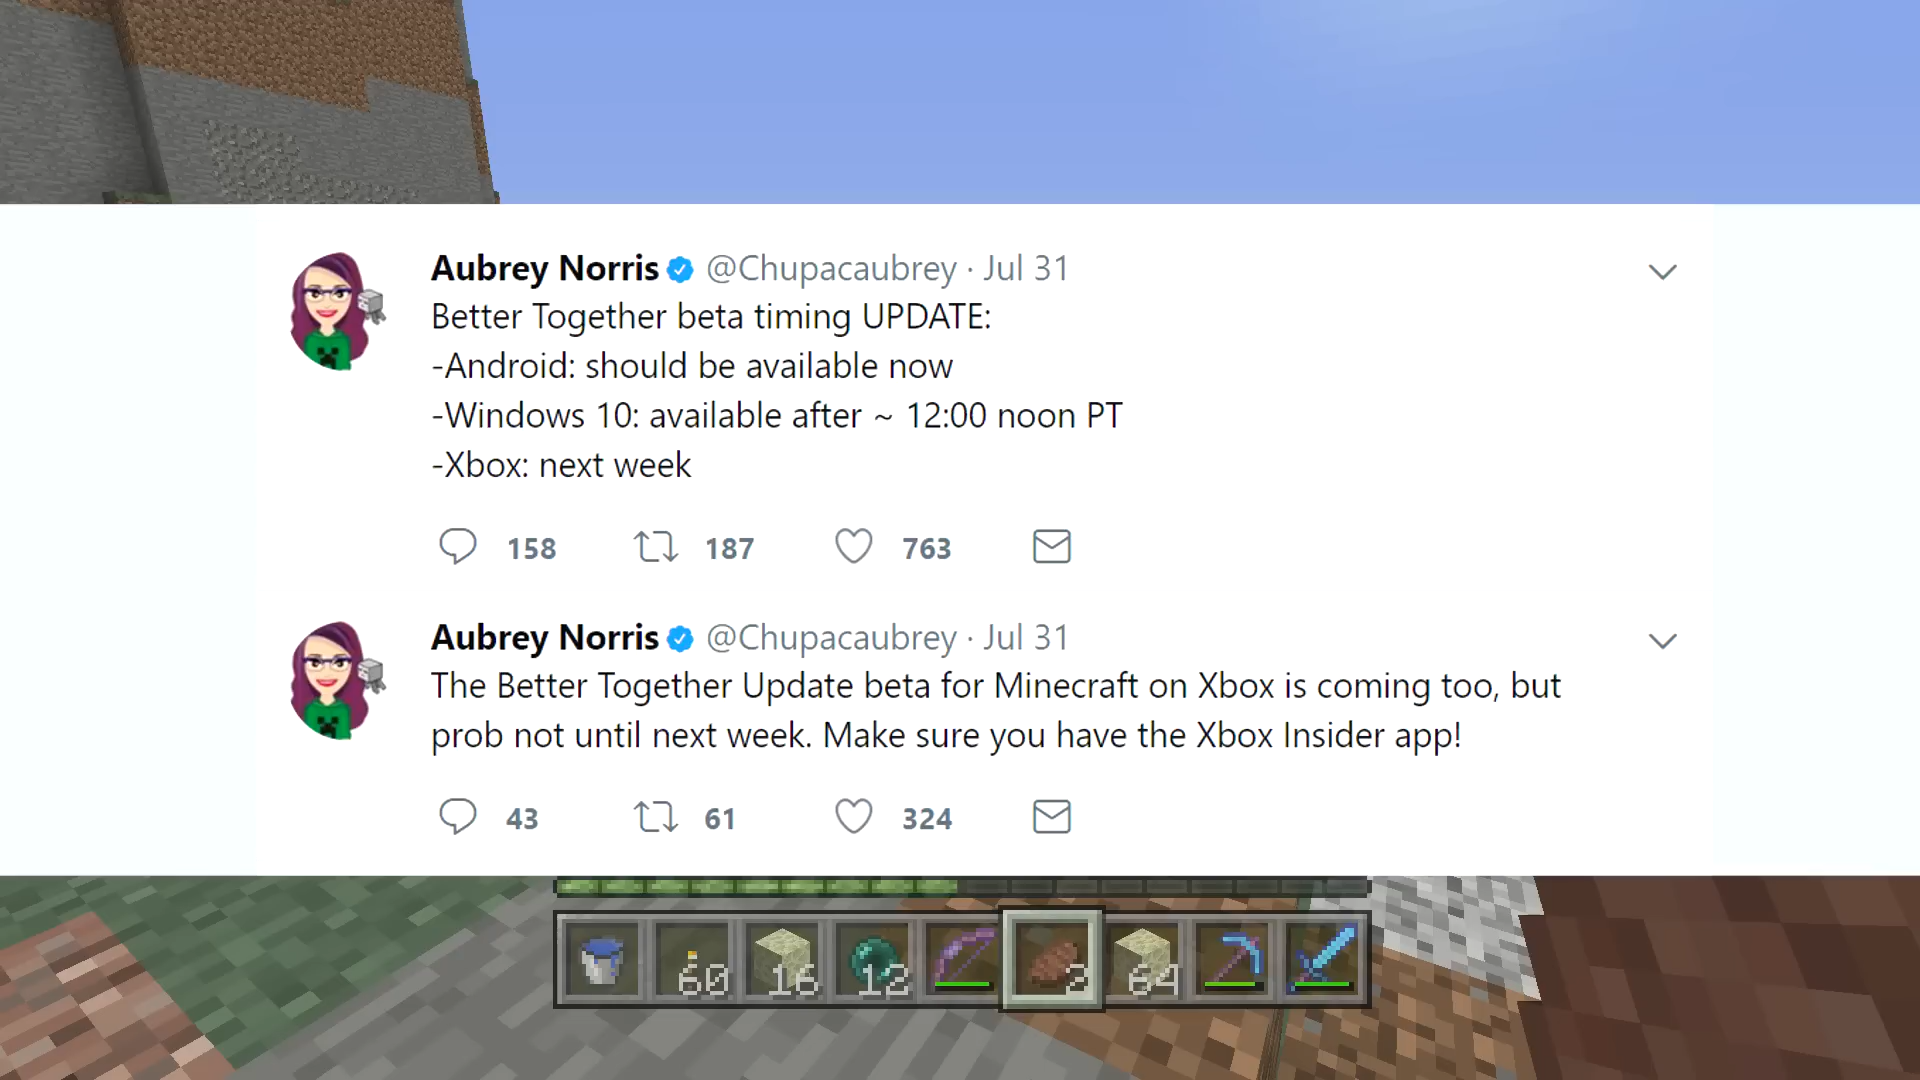 Aubrey Norris @Chupacaubrey · Jul 31
Better Together beta timing UPDATE:
-Android: should be available now
-Windows 10: available after ~ 12:00 noon PT
-Xbox: next week
158 187 763
Aubrey Norris @Chupacaubrey · Jul 31
The Better Together Update beta for Minecraft on Xbox is coming too, but
prob not until next week. Make sure you have the Xbox Insider app!
43 61 324
60 16 12 2 64